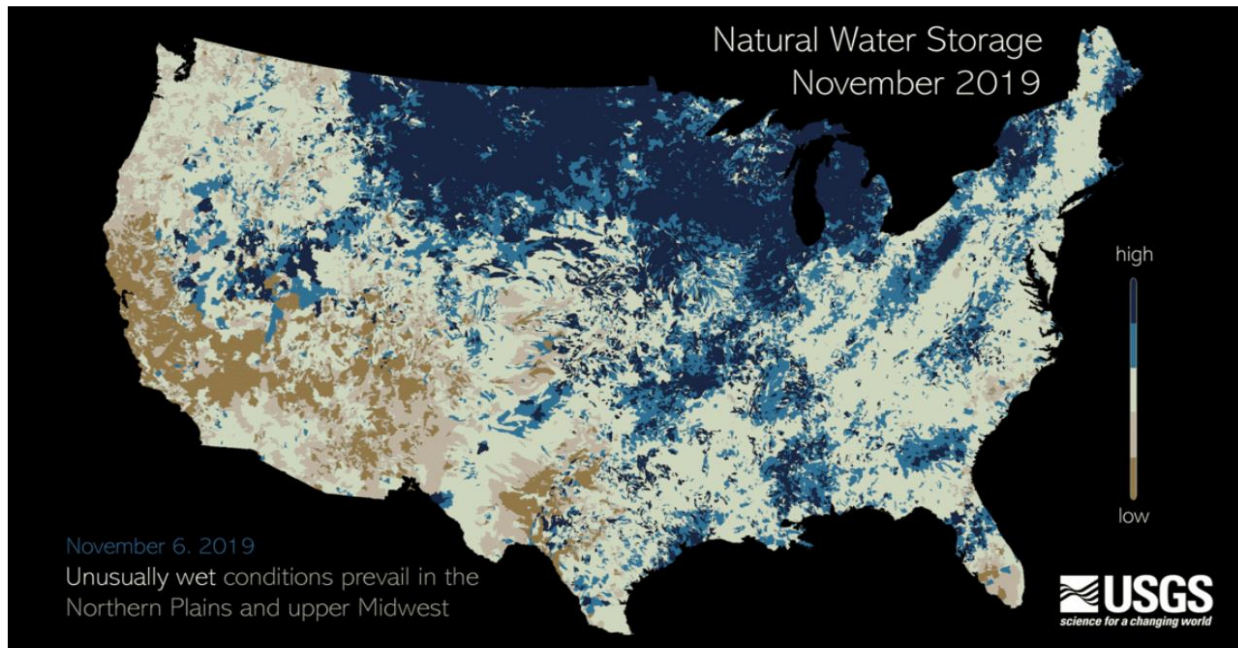 Natural Water Storage
November 2019
high
low
November 6. 2019
Unusually wet conditions prevail in the
Northern Plains and upper Midwest
USGS
science for a changing world